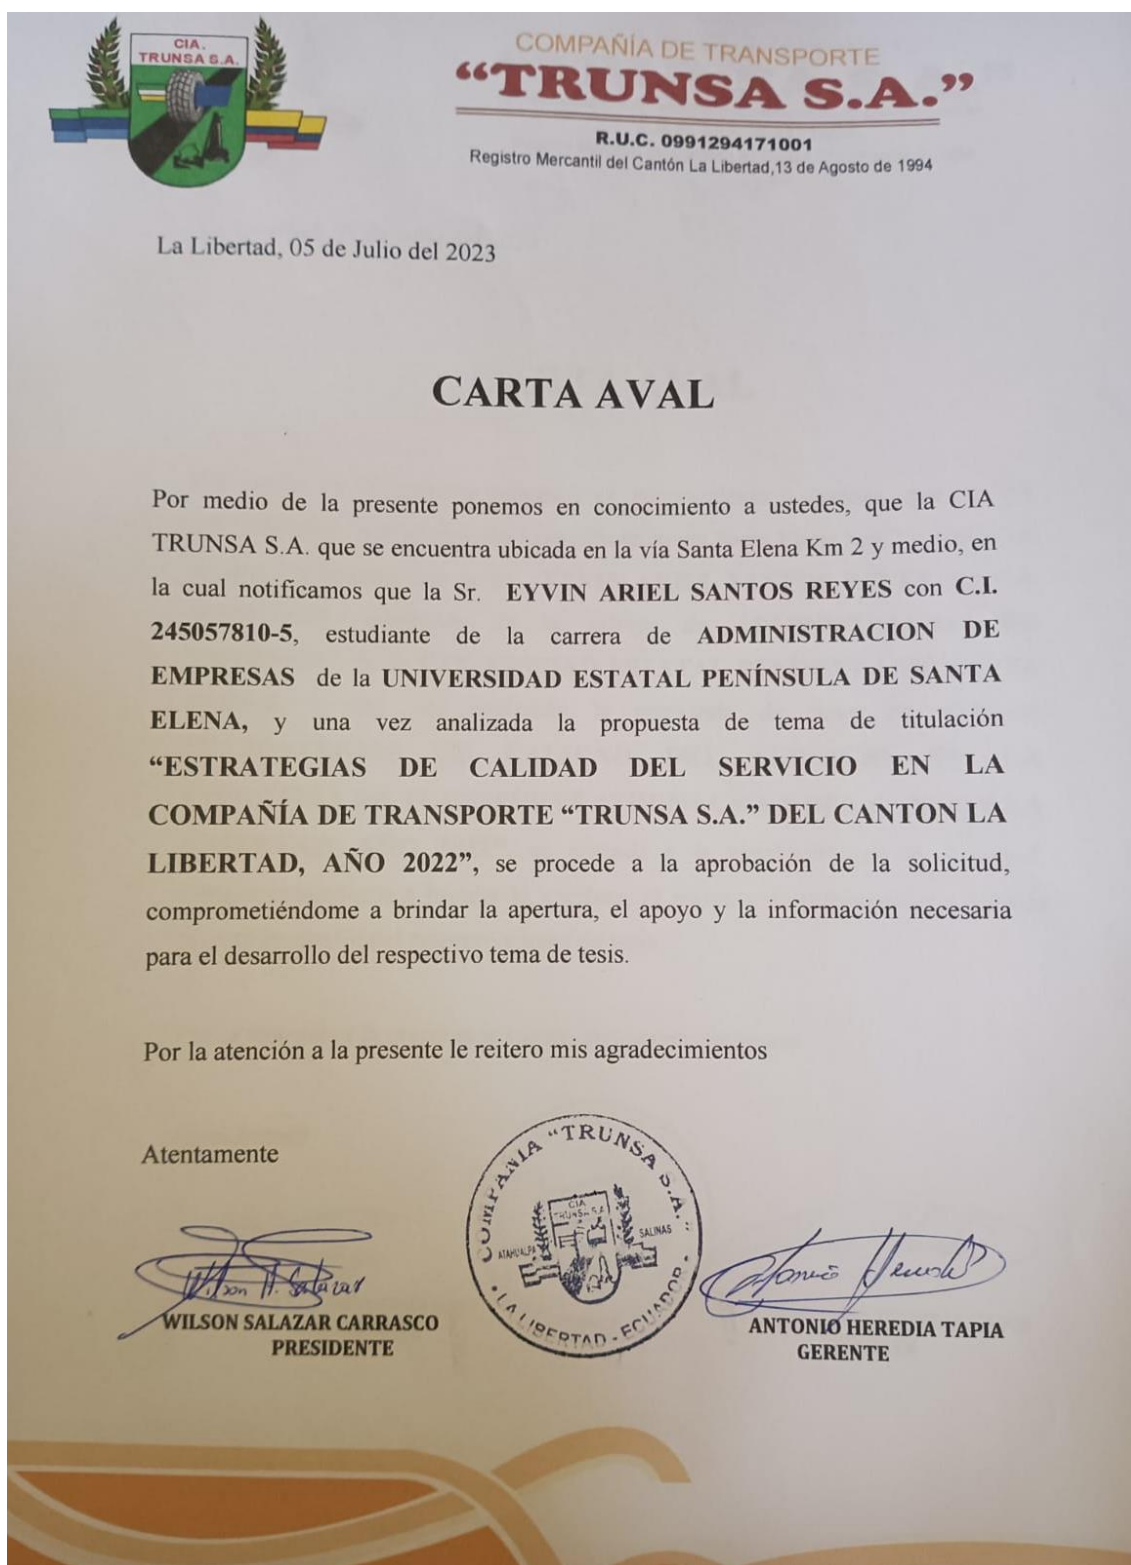 CIA.
TRUNSA S.A.
COMPAÑÍA DE TRANSPORTE
“TRUNSA S.A.”
R.U.C. 0991294171001
Registro Mercantil del Cantón La Libertad,13 de Agosto de 1994
La Libertad, 05 de Julio del 2023
CARTA AVAL
Por medio de la presente ponemos en conocimiento a ustedes, que la CIA
TRUNSA S.A. que se encuentra ubicada en la vía Santa Elena Km 2 y medio, en
la cual notificamos que la Sr. EYVIN ARIEL SANTOS REYES con C.I.
245057810-5, estudiante de la carrera de ADMINISTRACION DE
EMPRESAS de la UNIVERSIDAD ESTATAL PENÍNSULA DE SANTA
ELENA, y una vez analizada la propuesta de tema de titulación
“ESTRATEGIAS DE CALIDAD DEL SERVICIO EN LA
COMPAÑÍA DE TRANSPORTE “TRUNSA S.A.” DEL CANTON LA
LIBERTAD, AÑO 2022”, se procede a la aprobación de la solicitud,
comprometiéndome a brindar la apertura, el apoyo y la información necesaria
para el desarrollo del respectivo tema de tesis.
Por la atención a la presente le reitero mis agradecimientos
Atentamente
COMPAÑIA “TRUNSA S.A.”
CIA
TRUNSA S.A
ATAHUALPA
SALINAS
• LA LIBERTAD - ECUADOR •
Wilson H. Salazar
Antonio Heredia
WILSON SALAZAR CARRASCO
PRESIDENTE
ANTONIO HEREDIA TAPIA
GERENTE